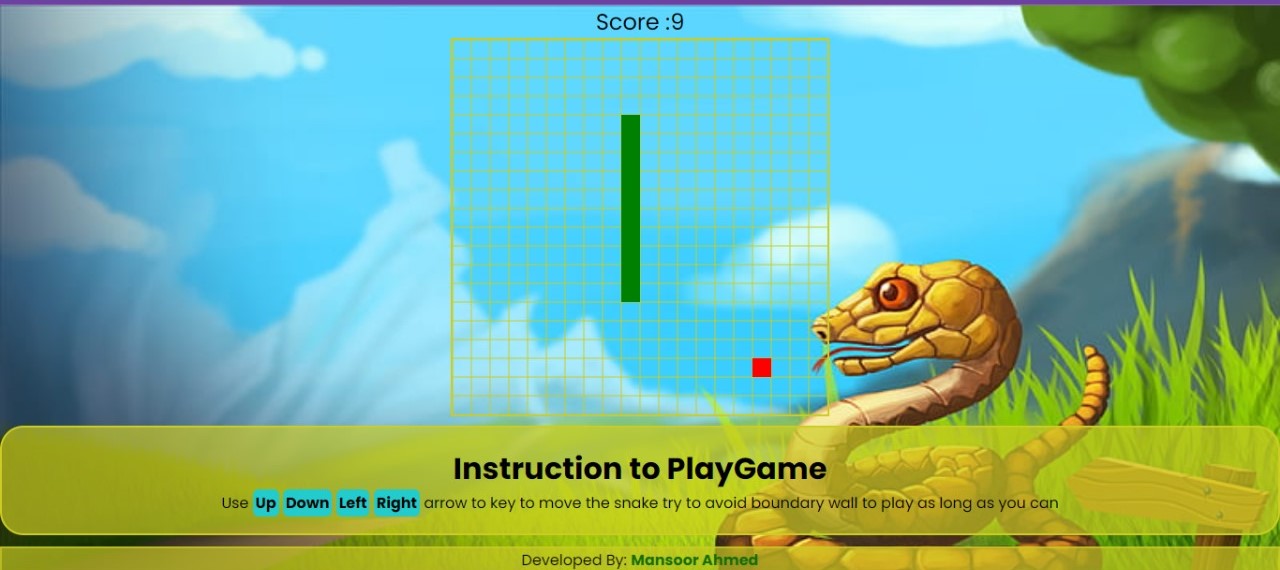 Score :9
Instruction to PlayGame
Use Up Down Left Right arrow to key to move the snake try to avoid boundary wall to play as long as you can
Developed By: Mansoor Ahmed